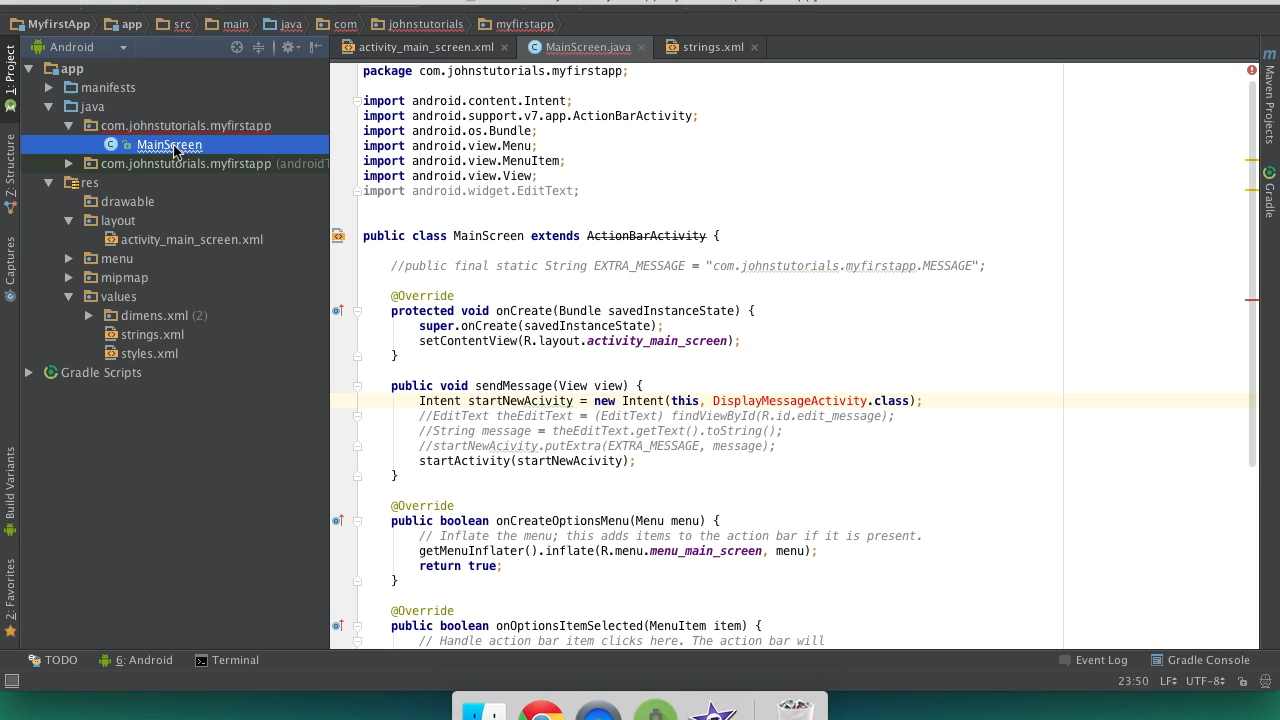 MyfirstApp app src main java com johnstutorials myfirstapp
Android
activity_main_screen.xml MainScreen.java strings.xml
1: Project
Z: Structure
Captures
Build Variants
2: Favorites
app
manifests
java
com.johnstutorials.myfirstapp
MainScreen
com.johnstutorials.myfirstapp (androidT
res
drawable
layout
activity_main_screen.xml
menu
mipmap
values
dimens.xml (2)
strings.xml
styles.xml
Gradle Scripts
package com.johnstutorials.myfirstapp;
import android.content.Intent;
import android.support.v7.app.ActionBarActivity;
import android.os.Bundle;
import android.view.Menu;
import android.view.MenuItem;
import android.view.View;
import android.widget.EditText;
public class MainScreen extends ActionBarActivity {
//public final static String EXTRA_MESSAGE = "com.johnstutorials.myfirstapp.MESSAGE";
@Override
protected void onCreate(Bundle savedInstanceState) {
super.onCreate(savedInstanceState);
setContentView(R.layout.activity_main_screen);
}
public void sendMessage(View view) {
Intent startNewAcivity = new Intent(this, DisplayMessageActivity.class);
//EditText theEditText = (EditText) findViewById(R.id.edit_message);
//String message = theEditText.getText().toString();
//startNewAcivity.putExtra(EXTRA_MESSAGE, message);
startActivity(startNewAcivity);
}
@Override
public boolean onCreateOptionsMenu(Menu menu) {
// Inflate the menu; this adds items to the action bar if it is present.
getMenuInflater().inflate(R.menu.menu_main_screen, menu);
return true;
}
@Override
public boolean onOptionsItemSelected(MenuItem item) {
// Handle action bar item clicks here. The action bar will
m
Maven Projects
Gradle
TODO 6: Android Terminal Event Log Gradle Console
23:50 LF UTF-8